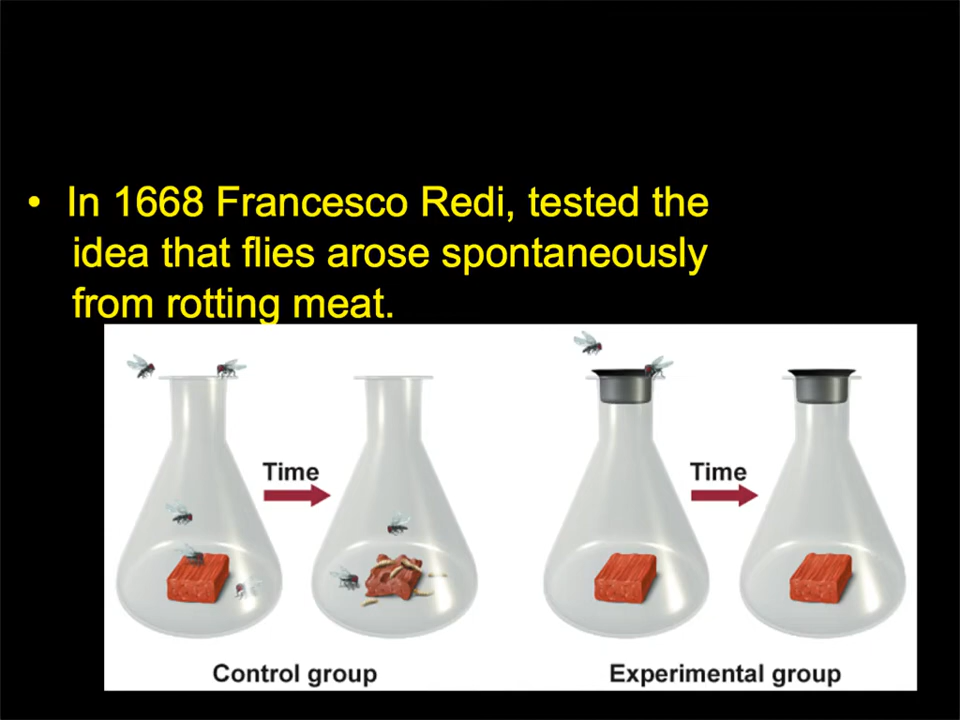 • In 1668 Francesco Redi, tested the
idea that flies arose spontaneously
from rotting meat.
Time
Time
Control group
Experimental group